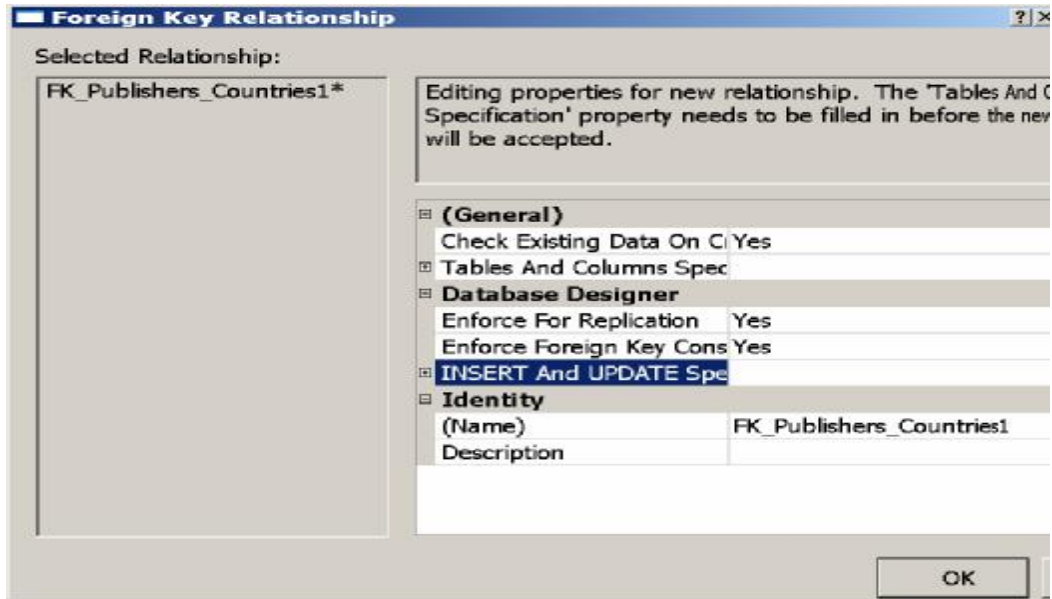 Foreign Key Relationship
Selected Relationship:
FK_Publishers_Countries1*
Editing properties for new relationship. The 'Tables And C
Specification' property needs to be filled in before the new
will be accepted.
(General)
Check Existing Data On C Yes
Tables And Columns Spec
Database Designer
Enforce For Replication Yes
Enforce Foreign Key Cons Yes
INSERT And UPDATE Spe
Identity
(Name) FK_Publishers_Countries1
Description
OK